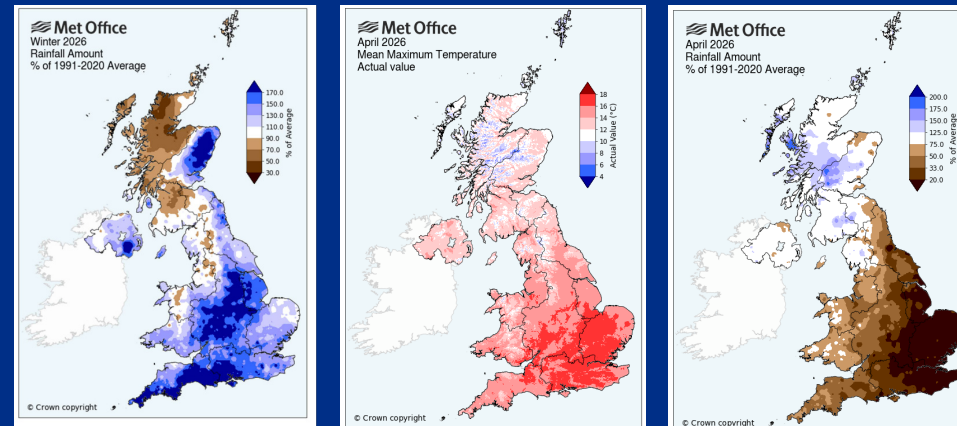 Met Office
Winter 2026
Rainfall Amount
% of 1991-2020 Average
170.0
150.0
130.0
110.0
90.0
70.0
50.0
30.0
% of Average
© Crown copyright
Met Office
April 2026
Mean Maximum Temperature
Actual value
18
16
14
12
10
8
6
4
Actual Value (°C)
© Crown copyright
Met Office
April 2026
Rainfall Amount
% of 1991-2020 Average
200.0
175.0
150.0
125.0
75.0
50.0
33.0
20.0
% of Average
© Crown copyright